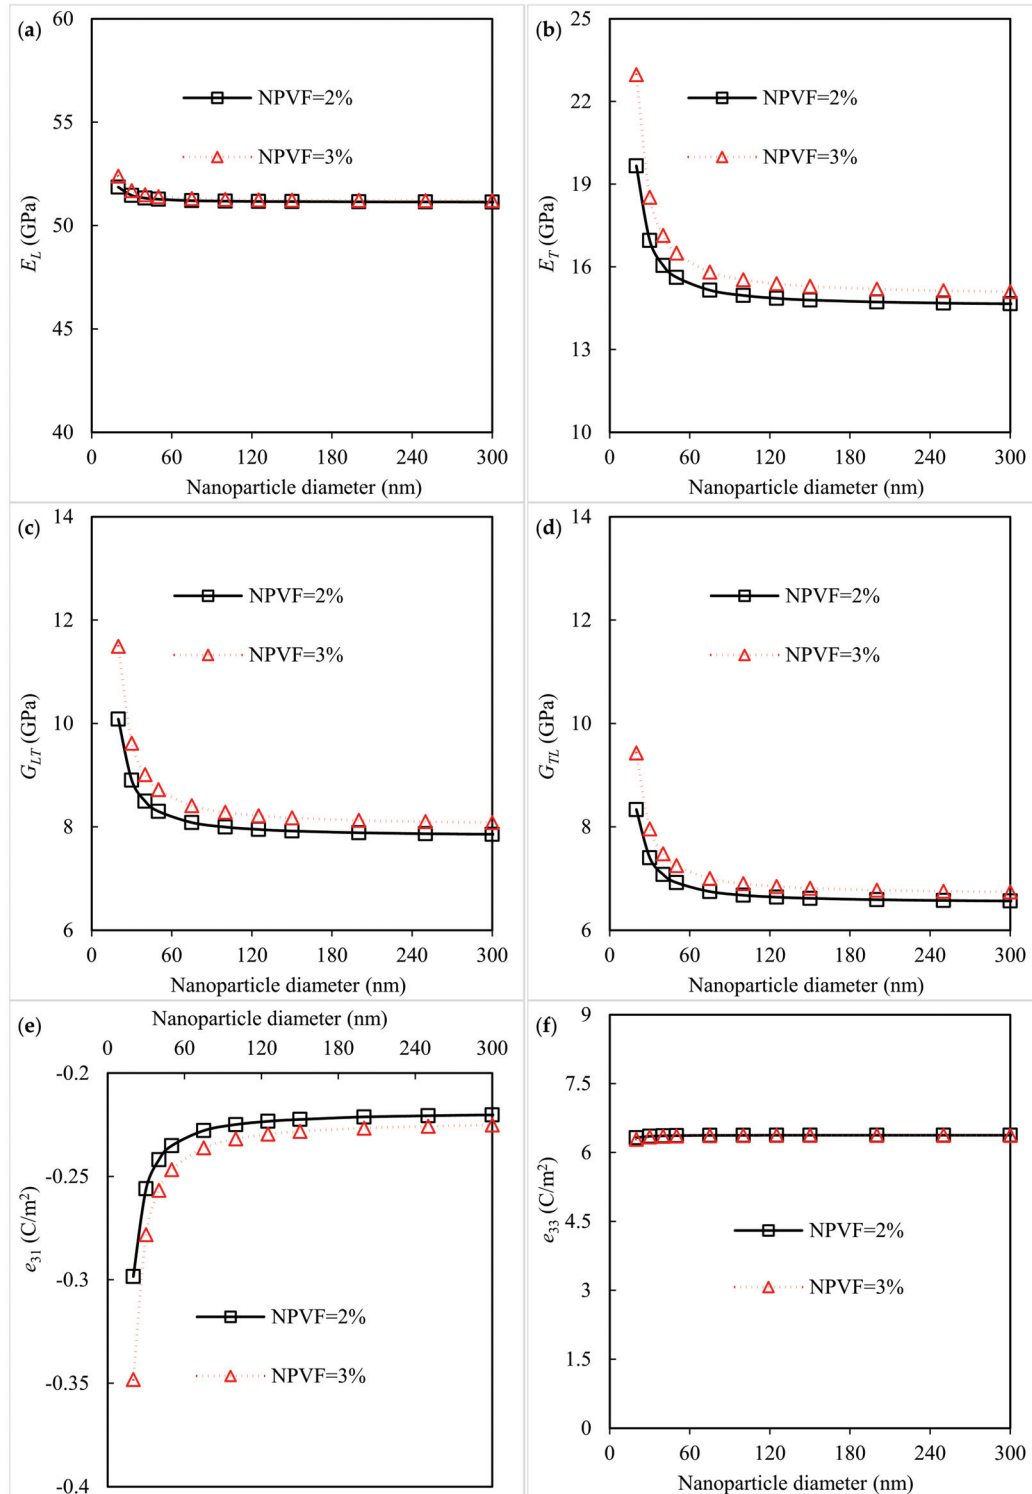 (a)
60
55
50
45
40
E_L (GPa)
NPVF=2%
NPVF=3%
0 60 120 180 240 300
Nanoparticle diameter (nm)
(b)
25
22
19
16
13
10
E_T (GPa)
NPVF=2%
NPVF=3%
0 60 120 180 240 300
Nanoparticle diameter (nm)
(c)
14
12
10
8
6
G_LT (GPa)
NPVF=2%
NPVF=3%
0 60 120 180 240 300
Nanoparticle diameter (nm)
(d)
14
12
10
8
6
G_TL (GPa)
NPVF=2%
NPVF=3%
0 60 120 180 240 300
Nanoparticle diameter (nm)
(e)
Nanoparticle diameter (nm)
0 60 120 180 240 300
-0.2
-0.25
-0.3
-0.35
-0.4
e₃₁ (C/m²)
NPVF=2%
NPVF=3%
(f)
9
7.5
6
4.5
3
1.5
0
e₃₃ (C/m²)
NPVF=2%
NPVF=3%
0 60 120 180 240 300
Nanoparticle diameter (nm)